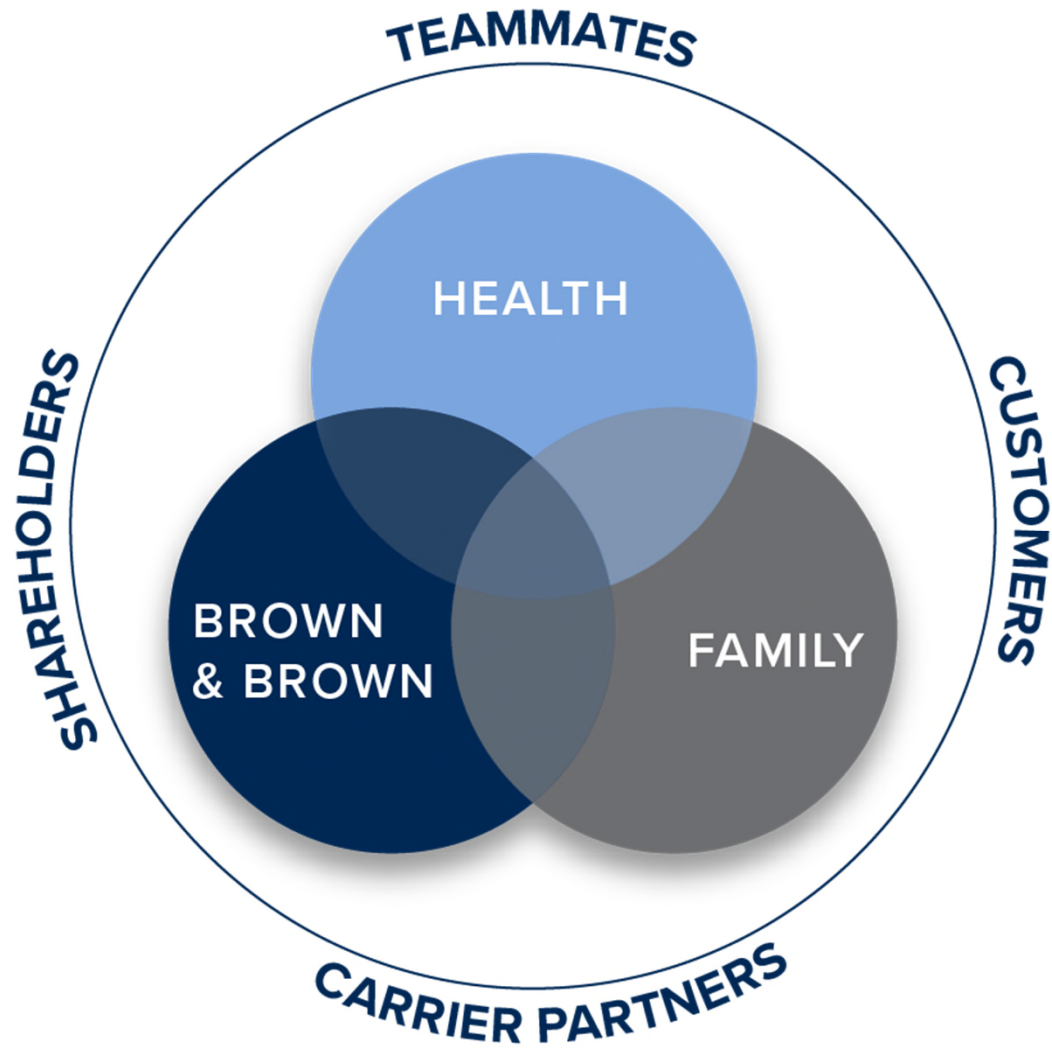 TEAMMATES
HEALTH
SHAREHOLDERS
CUSTOMERS
BROWN
& BROWN
FAMILY
CARRIER PARTNERS